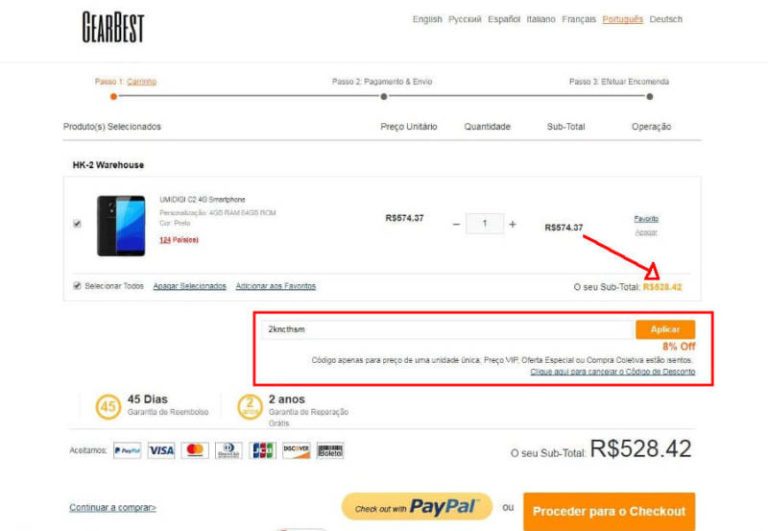 GEARBEST
English Русский Español Italiano Français Português Deutsch
Passo 1: Carrinho Passo 2: Pagamento & Envio Passo 3: Efetuar Encomenda
Produto(s) Selecionados Preço Unitário Quantidade Sub-Total Operação
HK-2 Warehouse
UMIDIGI C2 4G Smartphone
Personalização: 4GB RAM 64GB ROM
Cor: Preto
124 Ponto(s)
R$574.37 — 1 + R$574.37
Favorito
Apagar
Selecionar Todos Apagar Selecionados Adicionar aos Favoritos O seu Sub-Total: R$528.42
2kncthsm Aplicar
8% Off
Código apenas para preço de uma unidade única; Preço VIP, Oferta Especial ou Compra Coletiva estão isentos.
Clique aqui para cancelar o Código de Desconto
45 45 Dias
Garantia de Reembolso
2 anos 2 anos
Garantia de Reparação
Grátis
Aceitamos: PayPal VISA MasterCard Diners Club JCB DISCOVER Boleto
O seu Sub-Total: R$528.42
Continuar a comprar>
Check out with PayPal ou Proceder para o Checkout